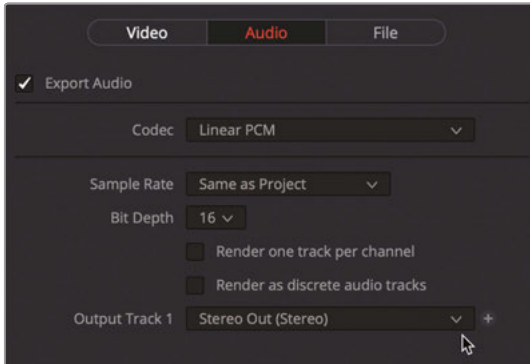 Video Audio File
Export Audio
Codec Linear PCM
Sample Rate Same as Project
Bit Depth 16
Render one track per channel
Render as discrete audio tracks
Output Track 1 Stereo Out (Stereo) +